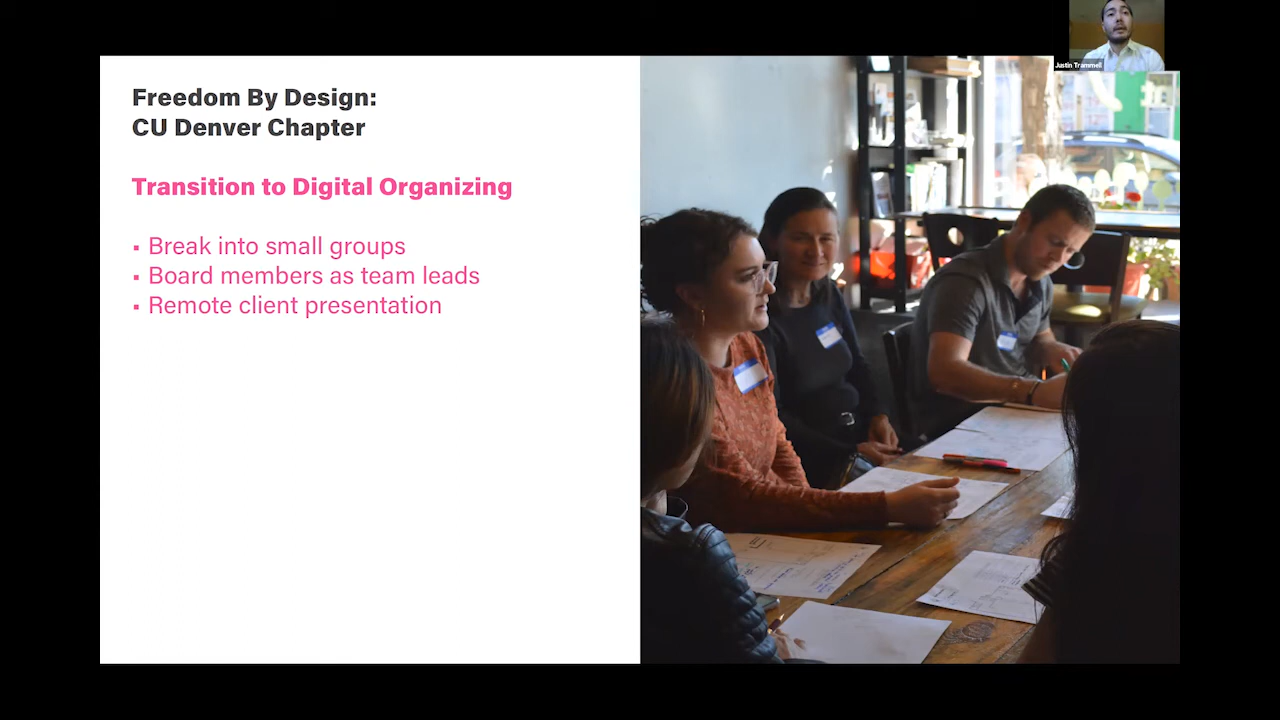 Freedom By Design:
CU Denver Chapter
Transition to Digital Organizing
▪ Break into small groups
▪ Board members as team leads
▪ Remote client presentation
Justin Trammell